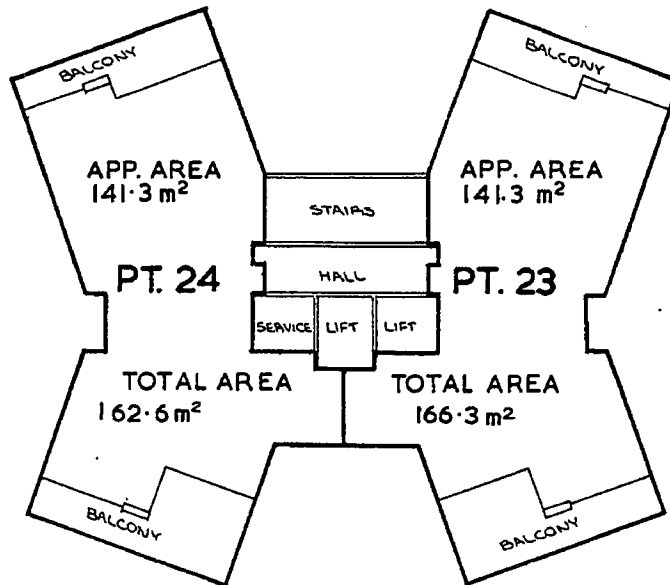 BALCONY
BALCONY
APP. AREA
141·3 m²
APP. AREA
141·3 m²
STAIRS
HALL
PT. 24
PT. 23
SERVICE
LIFT
LIFT
TOTAL AREA
162·6 m²
TOTAL AREA
166·3 m²
BALCONY
BALCONY